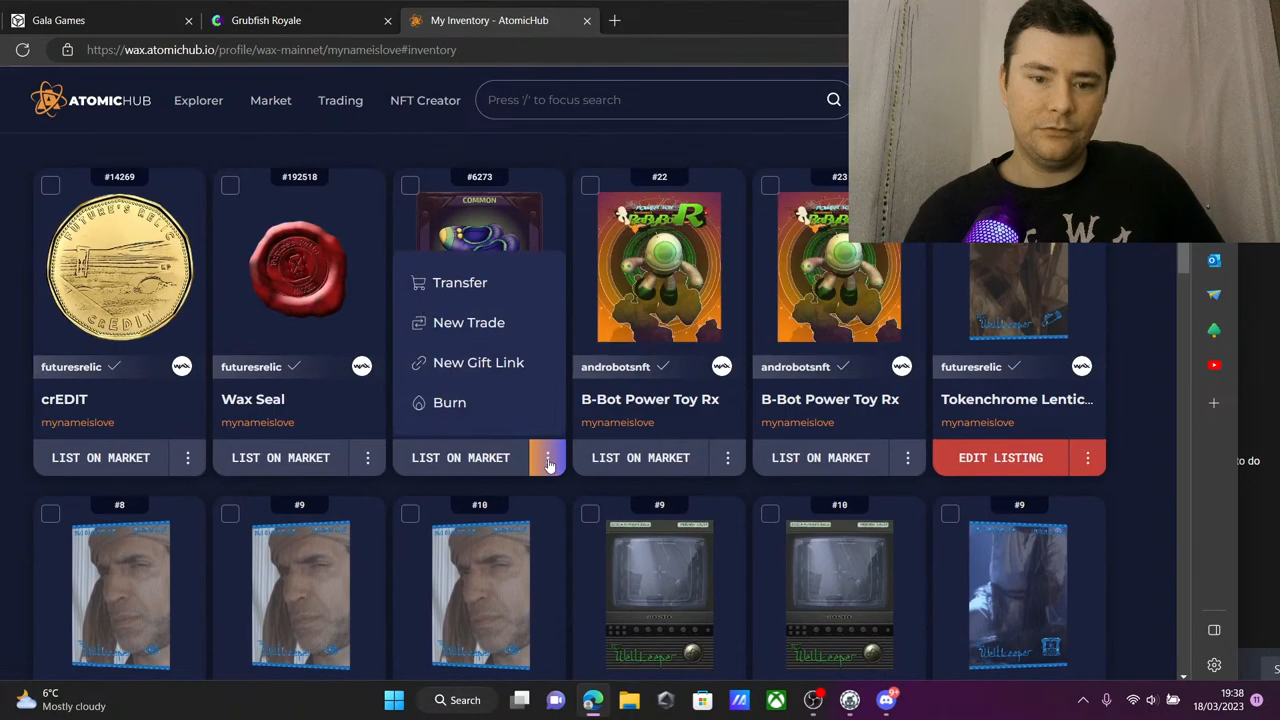 Gala Games
Grubfish Royale
My Inventory - AtomicHub
https://wax.atomichub.io/profile/wax-mainnet/mynameislove#inventory
ATOMICHUB
Explorer
Market
Trading
NFT Creator
Press '/' to focus search
#14269
#192518
#6273
#22
#23
COMMON
Transfer
New Trade
New Gift Link
Burn
futuresrelic
futuresrelic
androbotsnft
androbotsnft
futuresrelic
crEDIT
Wax Seal
B-Bot Power Toy Rx
B-Bot Power Toy Rx
Tokenchrome Lentic...
mynameislove
mynameislove
mynameislove
mynameislove
mynameislove
LIST ON MARKET
LIST ON MARKET
LIST ON MARKET
LIST ON MARKET
LIST ON MARKET
EDIT LISTING
to do
#8
#9
#10
#9
#10
#9
6°C
Mostly cloudy
Search
19:38
18/03/2023